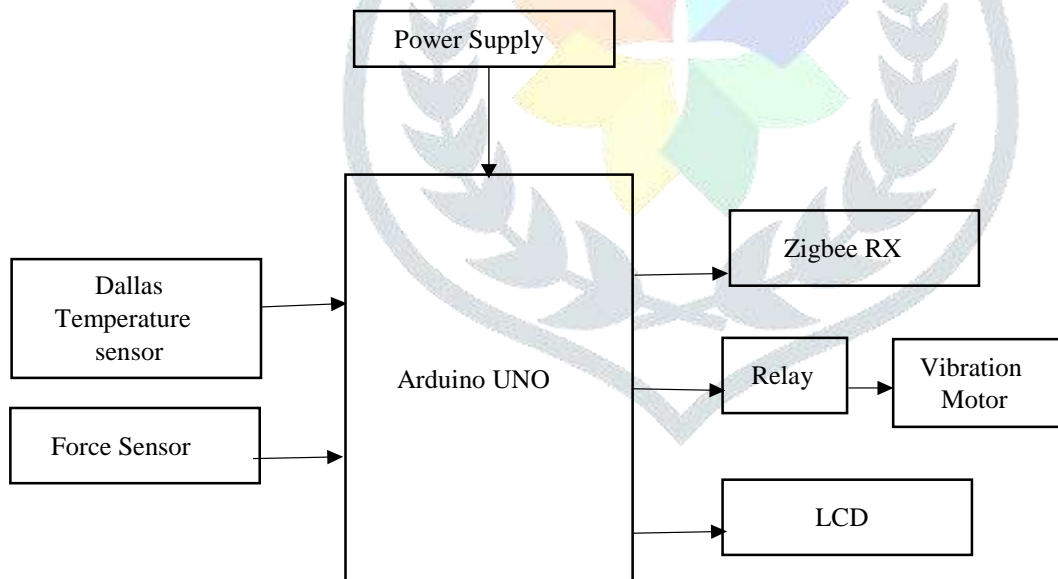 Power Supply
Zigbee RX
Dallas
Temperature
sensor
Arduino UNO
Relay
Vibration
Motor
Force Sensor
LCD